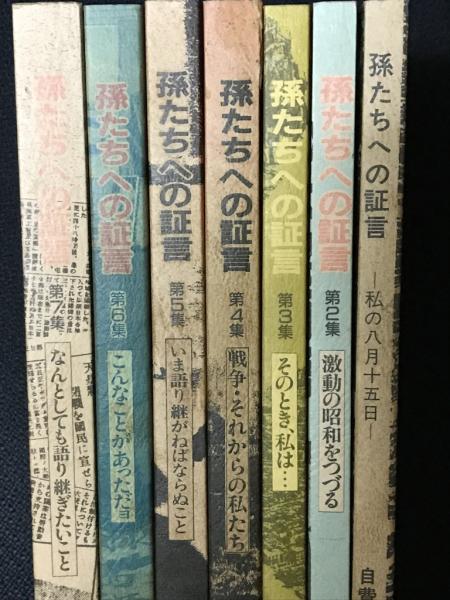 孫たちへの証言
―私の八月十五日―
自費
孫たちへの証言
第2集
激動の昭和をつづる
孫たちへの証言
第3集
そのとき、私は…
孫たちへの証言
第4集
戦争・それからの私たち
孫たちへの証言
第5集
いま語り継がねばならぬこと
孫たちへの証言
第6集
こんなことがあったんだョ
孫たちへの証言
第7集
なんとしても語り継ぎたいこと